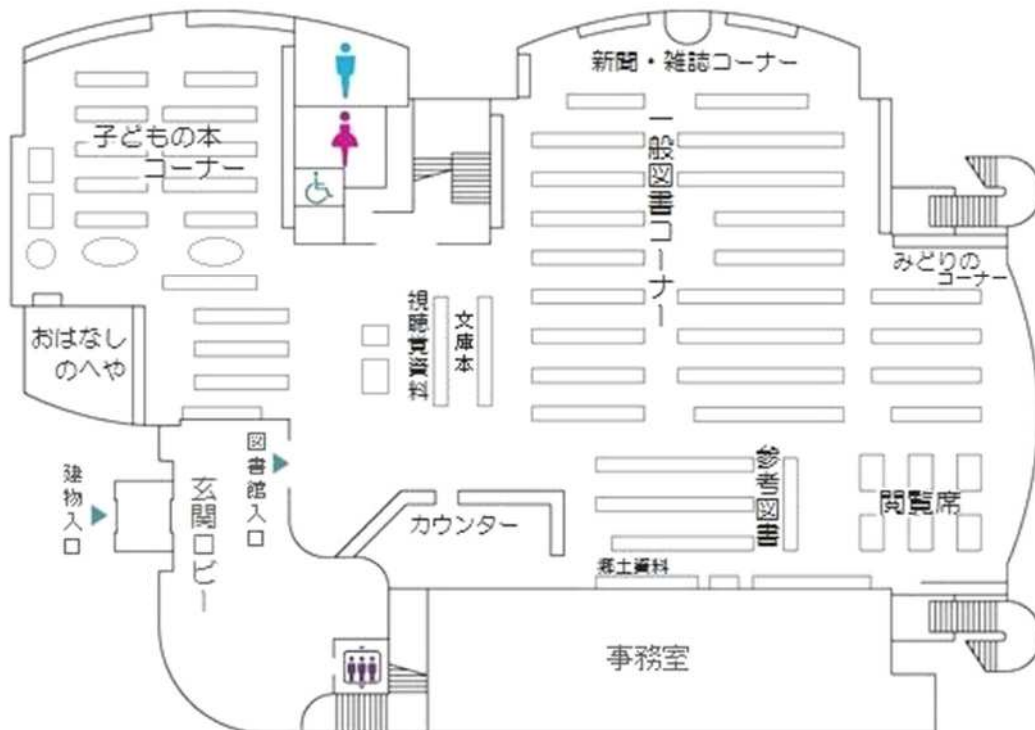 新聞・雑誌コーナー
子どもの本
コーナー
一般図書コーナー
みどりの
コーナー
視聴覚資料
文庫本
おはなし
のへや
図書館入口
建物入口
玄関ロビー
カウンター
参考図書
閲覧席
郷土資料
事務室